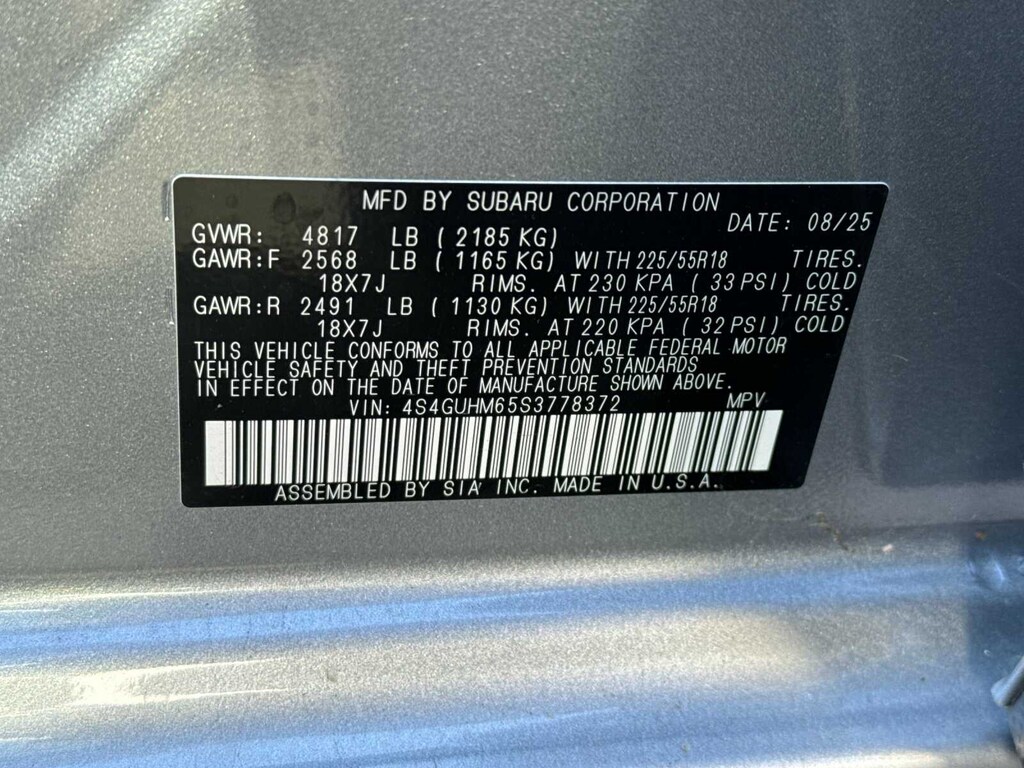 MFD BY SUBARU CORPORATION
DATE: 08/25
GVWR: 4817 LB ( 2185 KG)
GAWR:F 2568 LB ( 1165 KG) WITH 225/55R18 TIRES.
18X7J RIMS. AT 230 KPA ( 33 PSI) COLD
GAWR:R 2491 LB ( 1130 KG) WITH 225/55R18 TIRES.
18X7J RIMS. AT 220 KPA ( 32 PSI) COLD
THIS VEHICLE CONFORMS TO ALL APPLICABLE FEDERAL MOTOR
VEHICLE SAFETY AND THEFT PREVENTION STANDARDS
IN EFFECT ON THE DATE OF MANUFACTURE SHOWN ABOVE.
VIN: 4S4GUHM65S3778372 MPV
ASSEMBLED BY SIA INC. MADE IN U.S.A.